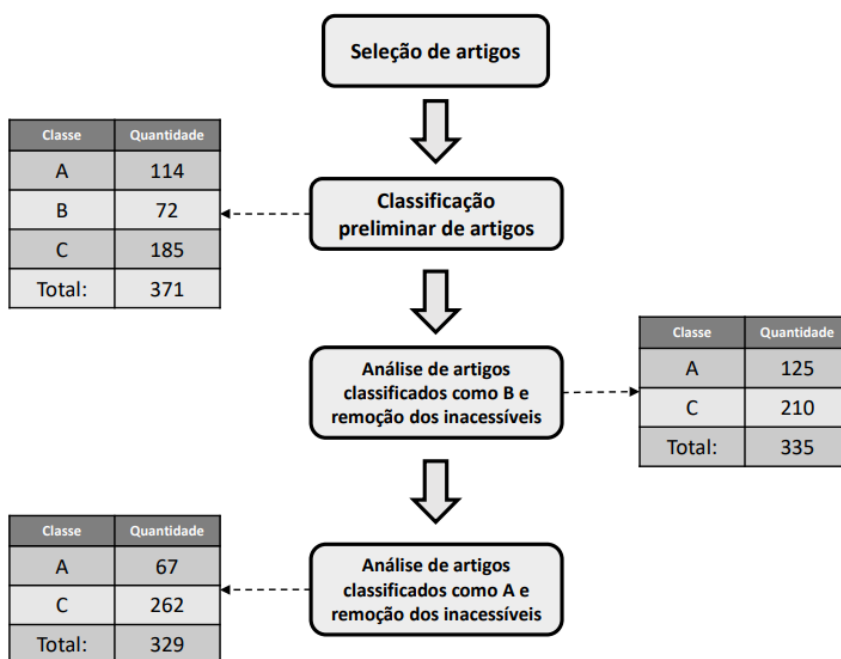 Seleção de artigos
Classe Quantidade
A 114
B 72
C 185
Total: 371
Classificação
preliminar de artigos
Análise de artigos
classificados como B e
remoção dos inacessíveis
Classe Quantidade
A 125
C 210
Total: 335
Classe Quantidade
A 67
C 262
Total: 329
Análise de artigos
classificados como A e
remoção dos inacessíveis